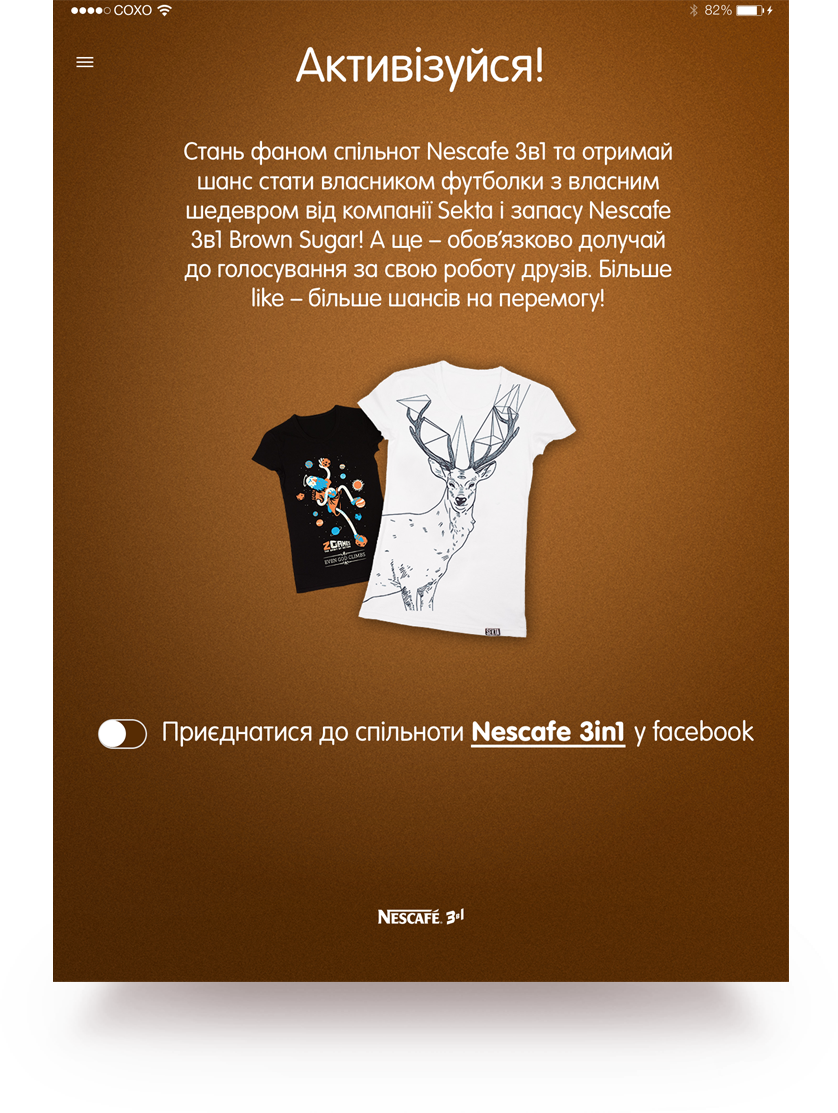 COXO
82%
Активізуйся!
Стань фаном спільнот Nescafe 3в1 та отримай
шанс стати власником футболки з власним
шедевром від компанії Sekta і запасу Nescafe
3в1 Brown Sugar! А ще – обов’язково долучай
до голосування за свою роботу друзів. Більше
like – більше шансів на перемогу!
ZGAMES
EVEN GOD CLIMBS
SEKTA
Приєднатися до спільноти Nescafe 3in1 у facebook
NESCAFÉ. 3в1